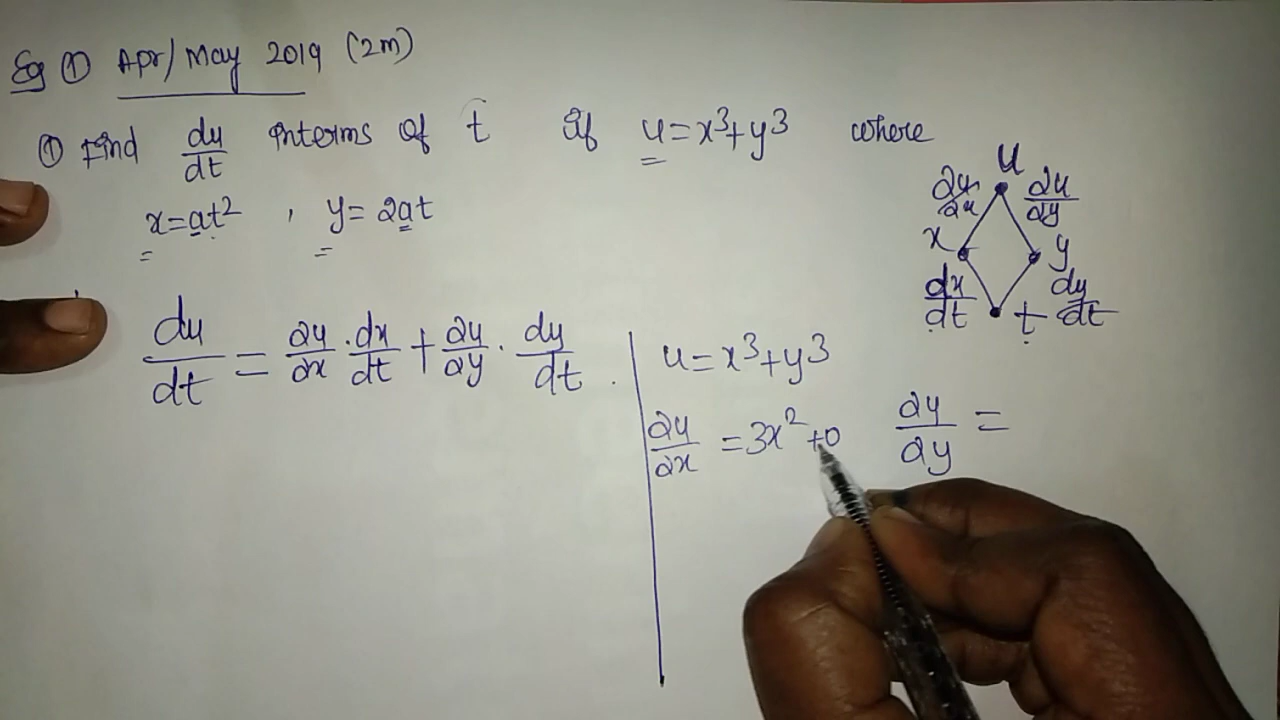 Eg ① Apr/May 2019 (2m)
① Find du/dt interms of t if u=x³+y³ where
x=at² , y=2at
u
∂u/∂x ∂u/∂y
x y
dx/dt t dy/dt
du/dt = ∂u/∂x · dx/dt + ∂u/∂y · dy/dt .
u=x³+y³
∂u/∂x = 3x²+0 ∂u/∂y =